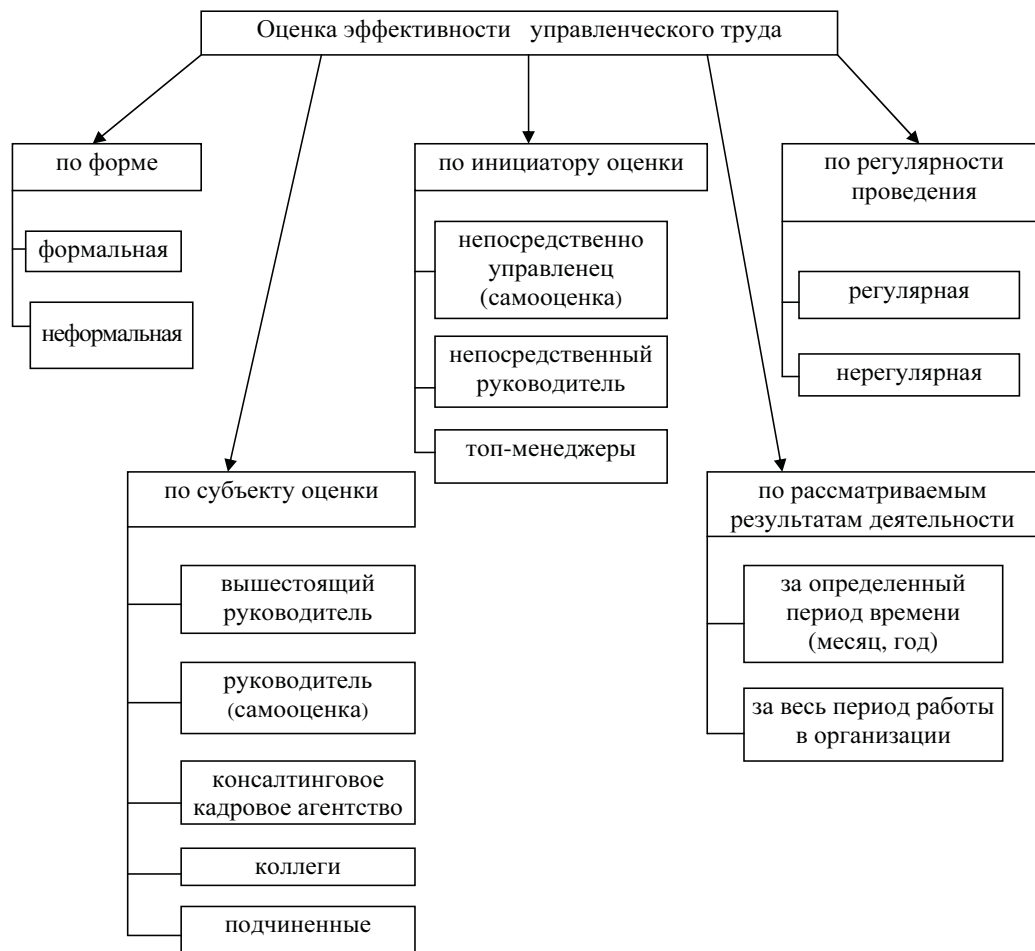 Оценка эффективности управленческого труда
по форме
формальная
неформальная
по инициатору оценки
непосредственно
управленец
(самооценка)
непосредственный
руководитель
топ-менеджеры
по регулярности
проведения
регулярная
нерегулярная
по субъекту оценки
вышестоящий
руководитель
руководитель
(самооценка)
консалтинговое
кадровое агентство
коллеги
подчиненные
по рассматриваемым
результатам деятельности
за определенный
период времени
(месяц, год)
за весь период работы
в организации